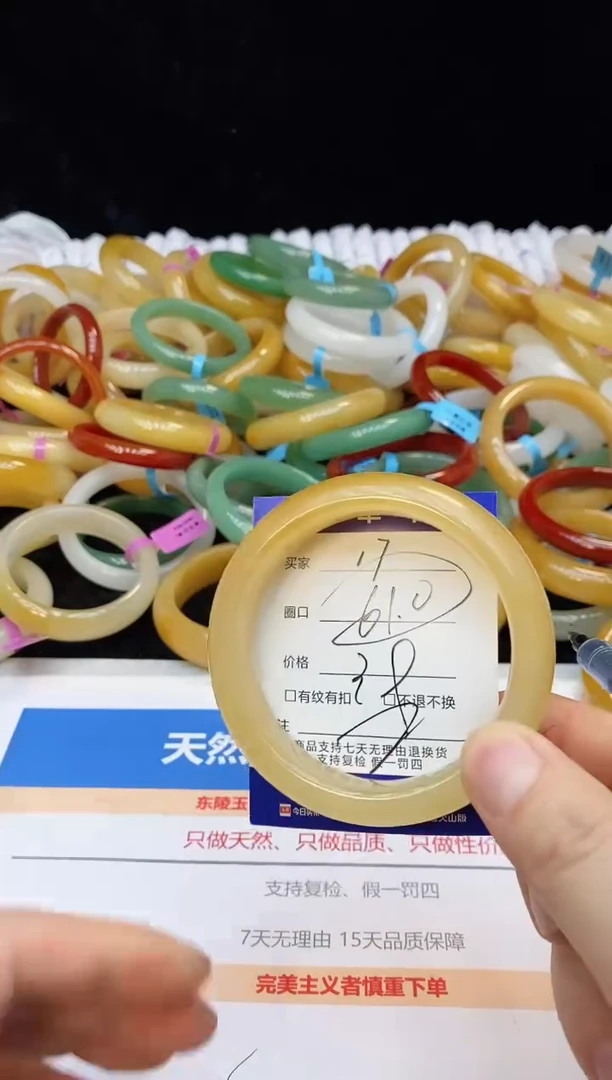 买家 17
圈口 61.0
价格
□有纹有扣 □不退不换
注
商品支持七天无理由退换货
支持复检 假一罚四
天然
东陵玉
只做天然、只做品质、只做性价
支持复检、假一罚四
7天无理由 15天品质保障
完美主义者慎重下单